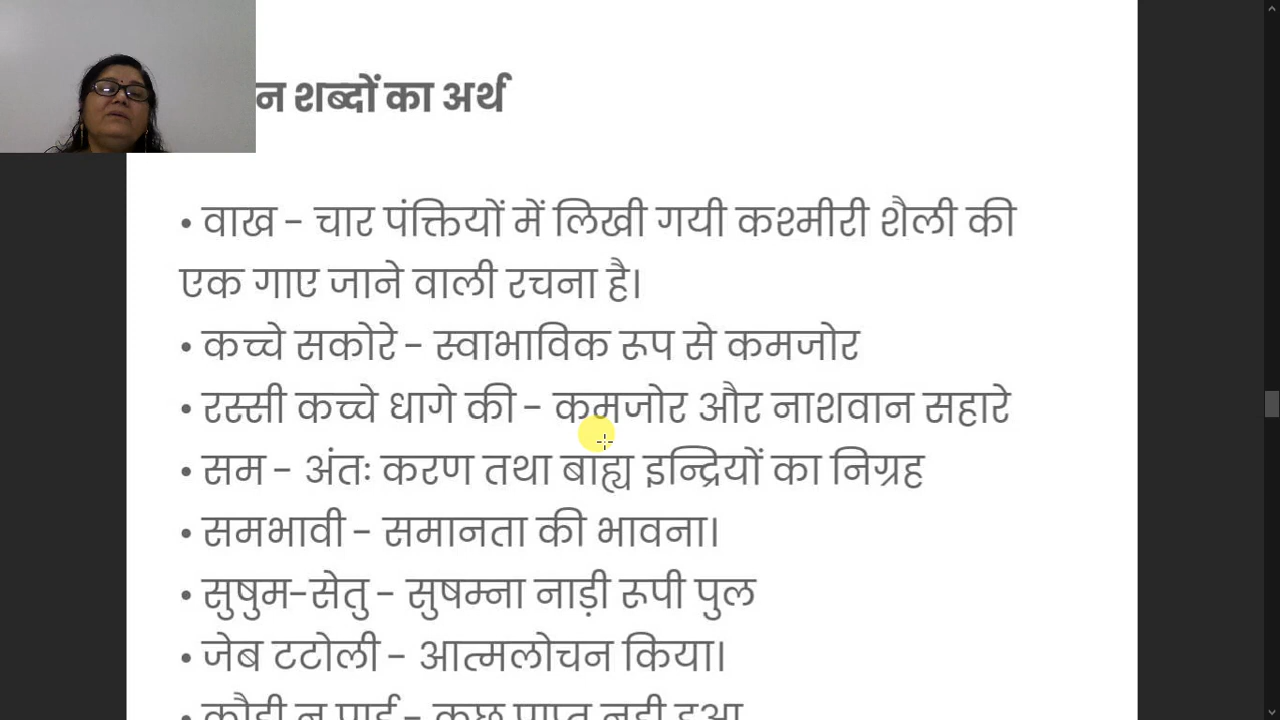 न शब्दों का अर्थ
• वाख - चार पंक्तियों में लिखी गयी कश्मीरी शैली की
एक गाए जाने वाली रचना है।
• कच्चे सकोरे - स्वाभाविक रूप से कमजोर
• रस्सी कच्चे धागे की - कमजोर और नाशवान सहारे
• सम - अंतः करण तथा बाह्य इन्द्रियों का निग्रह
• समभावी - समानता की भावना।
• सुषुम-सेतु - सुषम्ना नाड़ी रूपी पुल
• जेब टटोली - आत्मलोचन किया।
• कौड़ी न पाई - कुछ प्राप्त नही हुआ